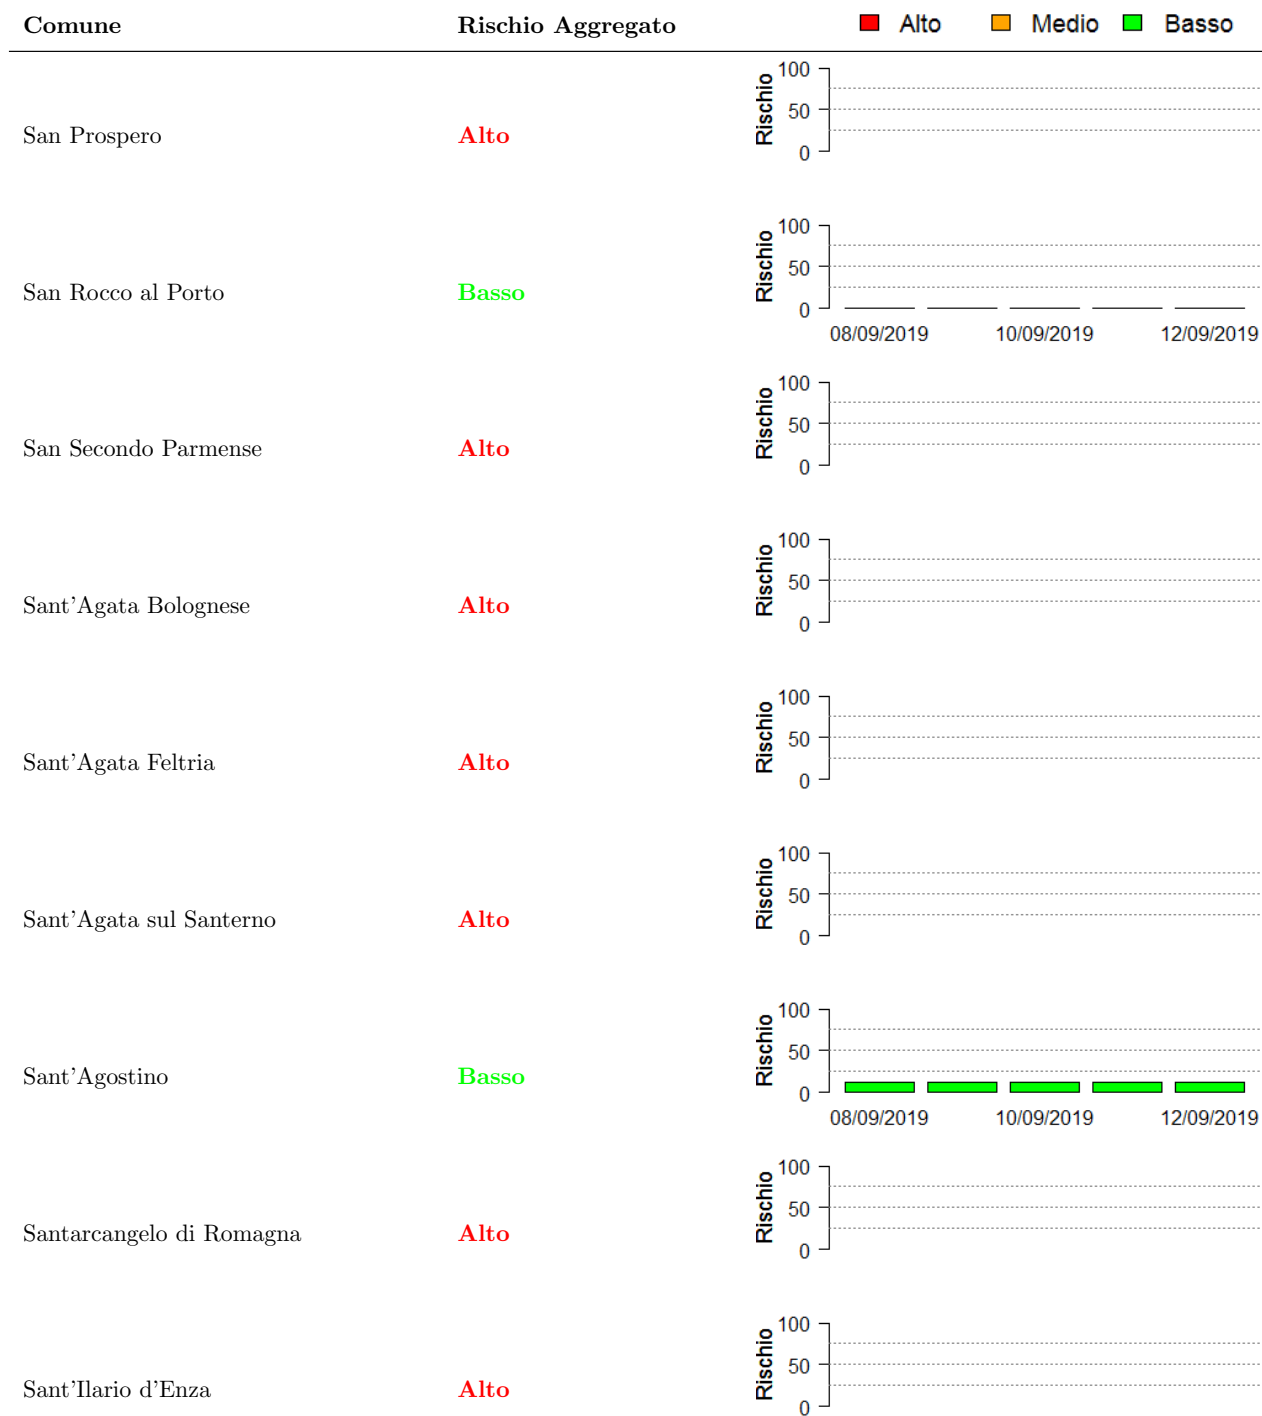 Comune Rischio Aggregato Alto Medio Basso
San Prospero Alto Rischio 100 50 0
San Rocco al Porto Basso Rischio 100 50 0
08/09/2019 10/09/2019 12/09/2019
San Secondo Parmense Alto Rischio 100 50 0
Sant'Agata Bolognese Alto Rischio 100 50 0
Sant'Agata Feltria Alto Rischio 100 50 0
Sant'Agata sul Santerno Alto Rischio 100 50 0
Sant'Agostino Basso Rischio 100 50 0
08/09/2019 10/09/2019 12/09/2019
Santarcangelo di Romagna Alto Rischio 100 50 0
Sant'Ilario d'Enza Alto Rischio 100 50 0